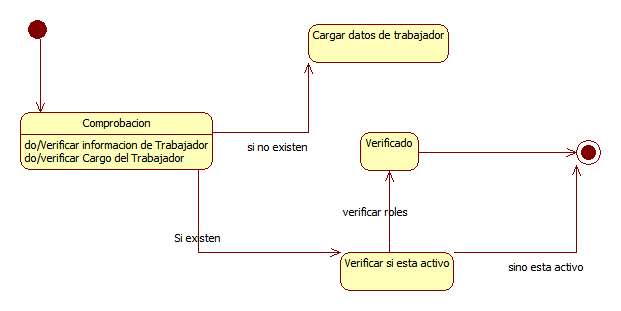 Cargar datos de trabajador
Comprobacion
do/Verificar informacion de Trabajador
do/verificar Cargo del Trabajador
si no existen
Verificado
verificar roles
Si existen
Verificar si esta activo
sino esta activo